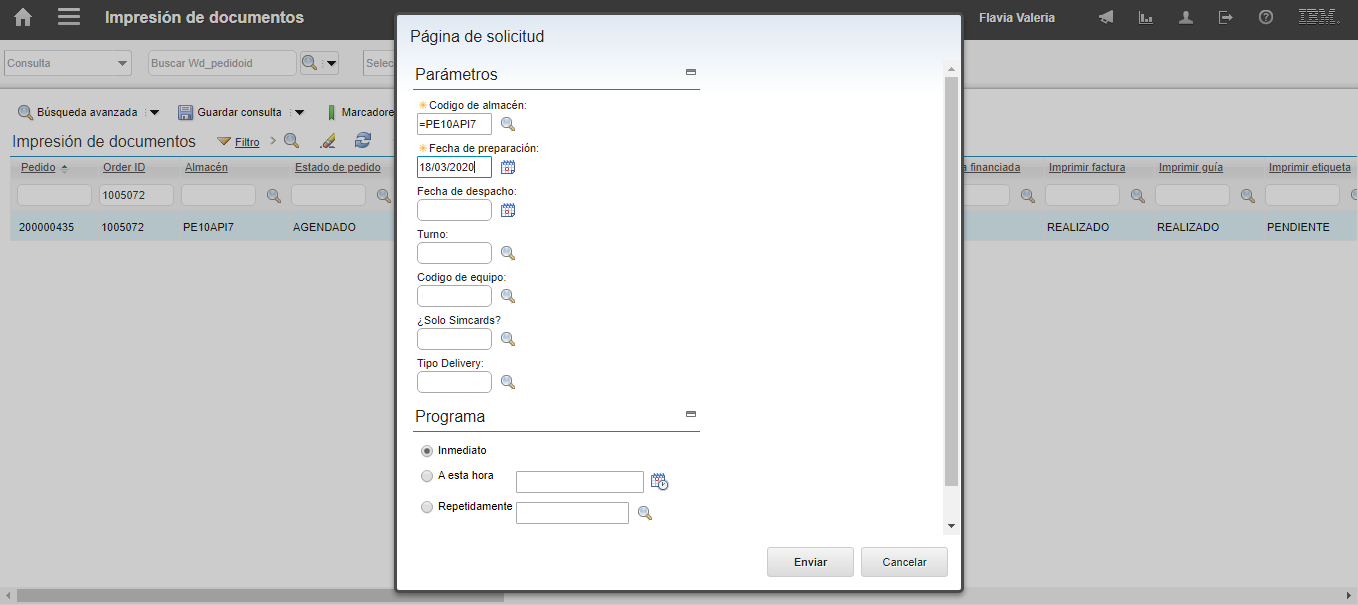 Impresión de documentos
Flavia Valeria
IBM.
Consulta
Buscar Wd_pedidoid
Selec
Búsqueda avanzada
Guardar consulta
Marcadore
Impresión de documentos
Filtro
Pedido
Order ID
Almacén
Estado de pedido
a financiada
Imprimir factura
Imprimir guía
Imprimir etiqueta
1005072
200000435
1005072
PE10API7
AGENDADO
REALIZADO
REALIZADO
PENDIENTE
Página de solicitud
Parámetros
Codigo de almacén:
=PE10API7
Fecha de preparación:
18/03/2020
Fecha de despacho:
Turno:
Codigo de equipo:
¿Solo Simcards?
Tipo Delivery:
Programa
Inmediato
A esta hora
Repetidamente
Enviar
Cancelar